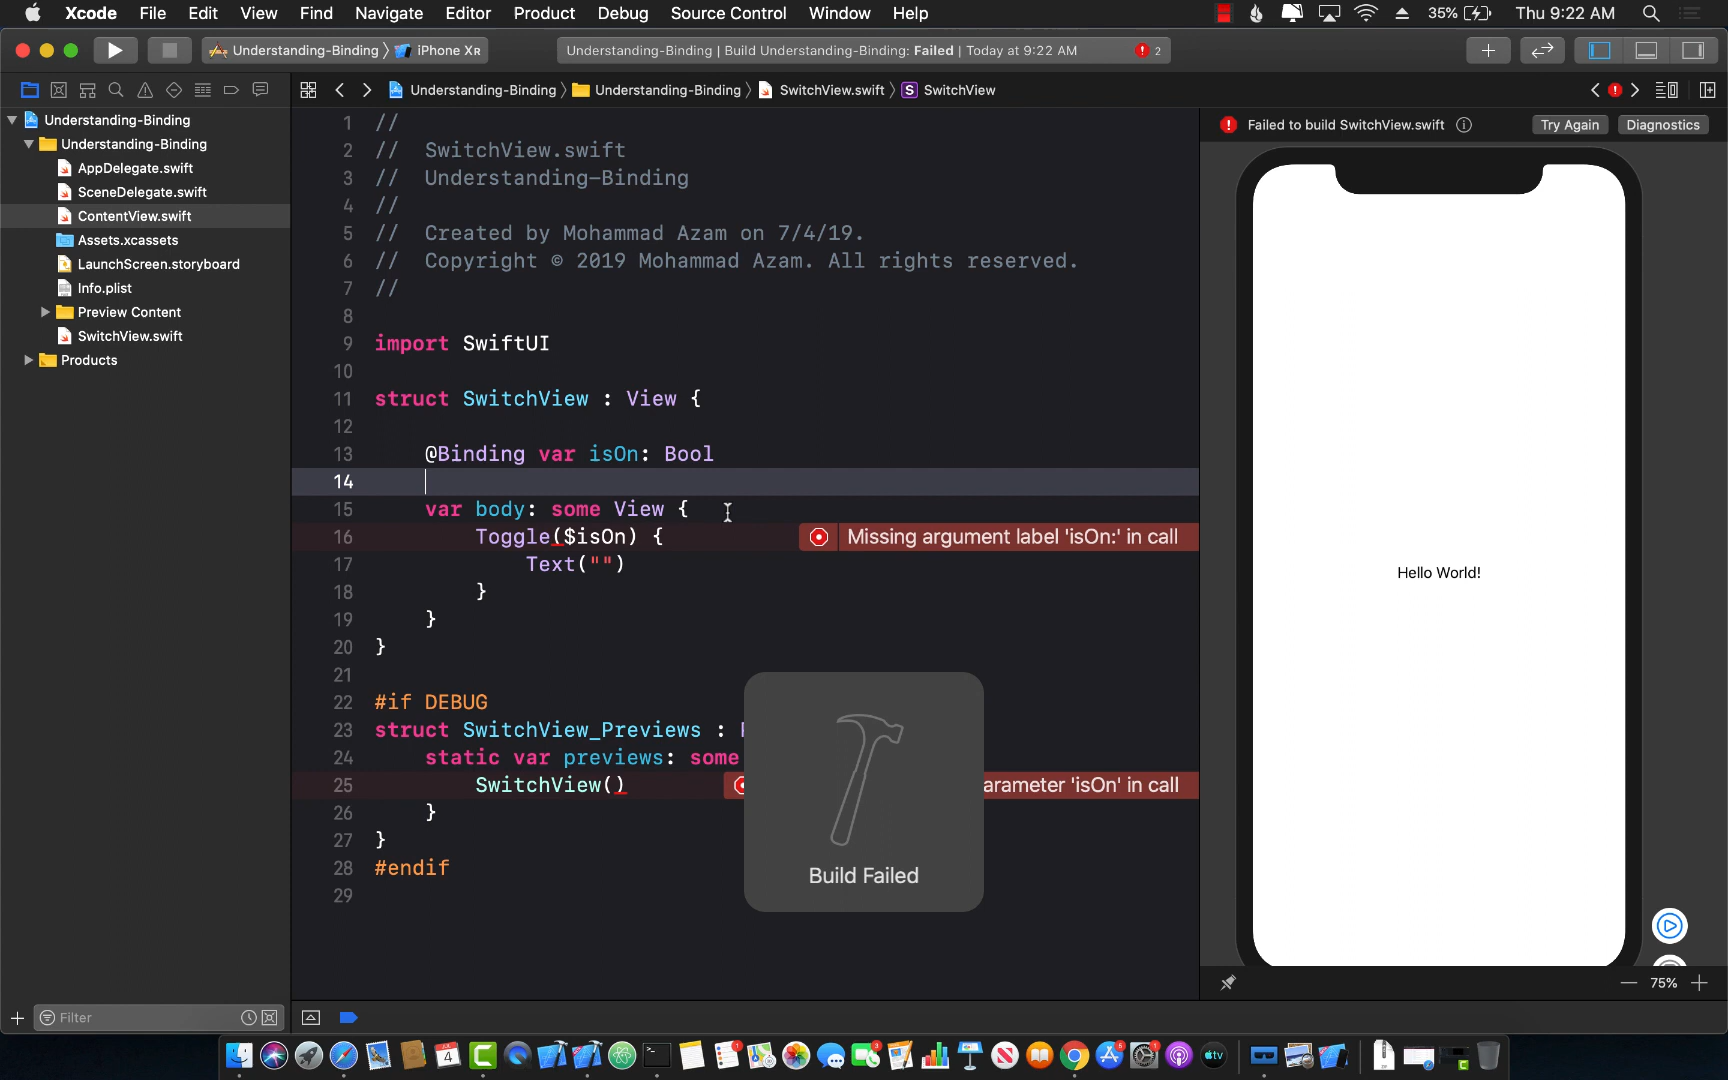 Xcode File Edit View Find Navigate Editor Product Debug Source Control Window Help 35% Thu 9:22 AM
Understanding-Binding iPhone XR Understanding-Binding | Build Understanding-Binding: Failed | Today at 9:22 AM 2
Understanding-Binding Understanding-Binding SwitchView.swift S SwitchView
Understanding-Binding
Understanding-Binding
AppDelegate.swift
SceneDelegate.swift
ContentView.swift
Assets.xcassets
LaunchScreen.storyboard
Info.plist
Preview Content
SwitchView.swift
Products
Filter
1 //
2 // SwitchView.swift
3 // Understanding-Binding
4 //
5 // Created by Mohammad Azam on 7/4/19.
6 // Copyright © 2019 Mohammad Azam. All rights reserved.
7 //
8
9 import SwiftUI
10
11 struct SwitchView : View {
12
13 @Binding var isOn: Bool
14
15 var body: some View {
16 Toggle($isOn) { Missing argument label 'isOn:' in call
17 Text("")
18 }
19 }
20 }
21
22 #if DEBUG
23 struct SwitchView_Previews :
24 static var previews: some
25 SwitchView() arameter 'isOn' in call
26 }
27 }
28 #endif
29
Build Failed
Failed to build SwitchView.swift Try Again Diagnostics
Hello World!
75%